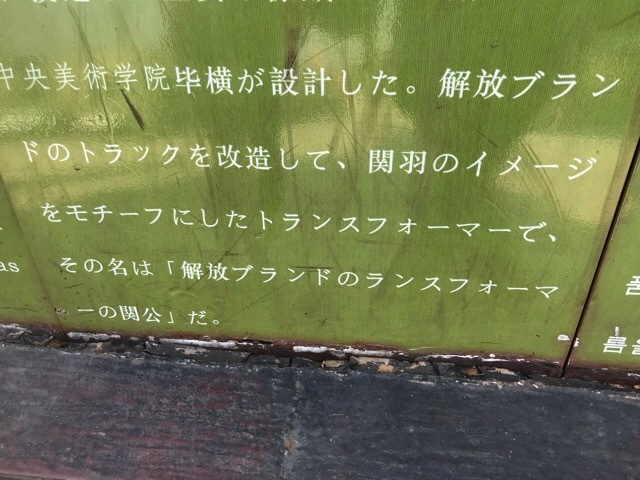 中央美術学院毕横が設計した。解放ブラン
ドのトラックを改造して、関羽のイメージ
をモチーフにしたトランスフォーマーで、
その名は「解放ブランドのランスフォーマ
ーの関公」だ。
as